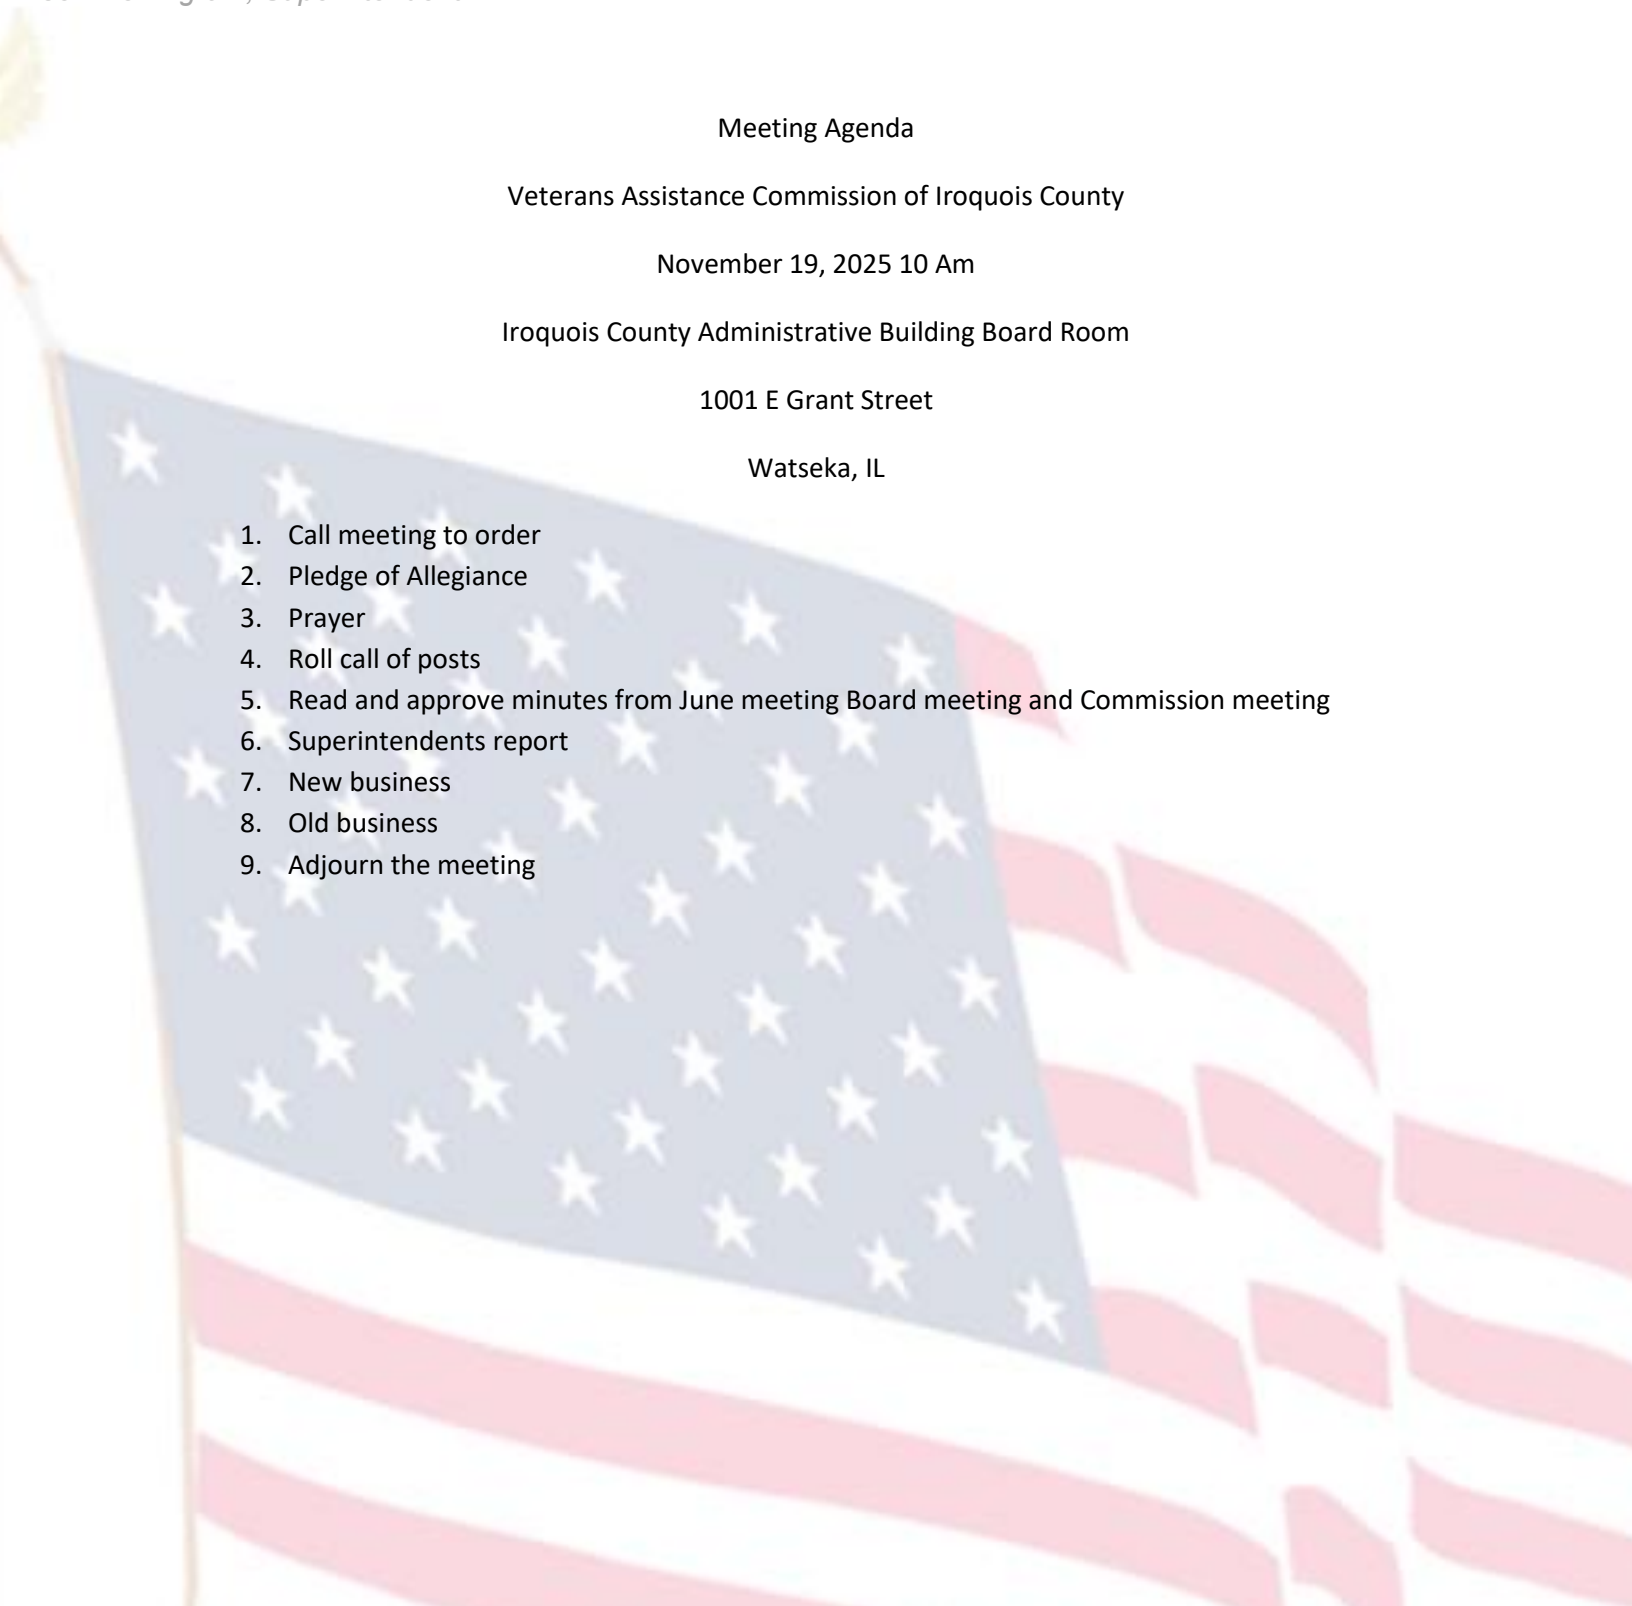 Meeting Agenda
Veterans Assistance Commission of Iroquois County
November 19, 2025 10 Am
Iroquois County Administrative Building Board Room
1001 E Grant Street
Watseka, IL
1. Call meeting to order
2. Pledge of Allegiance
3. Prayer
4. Roll call of posts
5. Read and approve minutes from June meeting Board meeting and Commission meeting
6. Superintendents report
7. New business
8. Old business
9. Adjourn the meeting